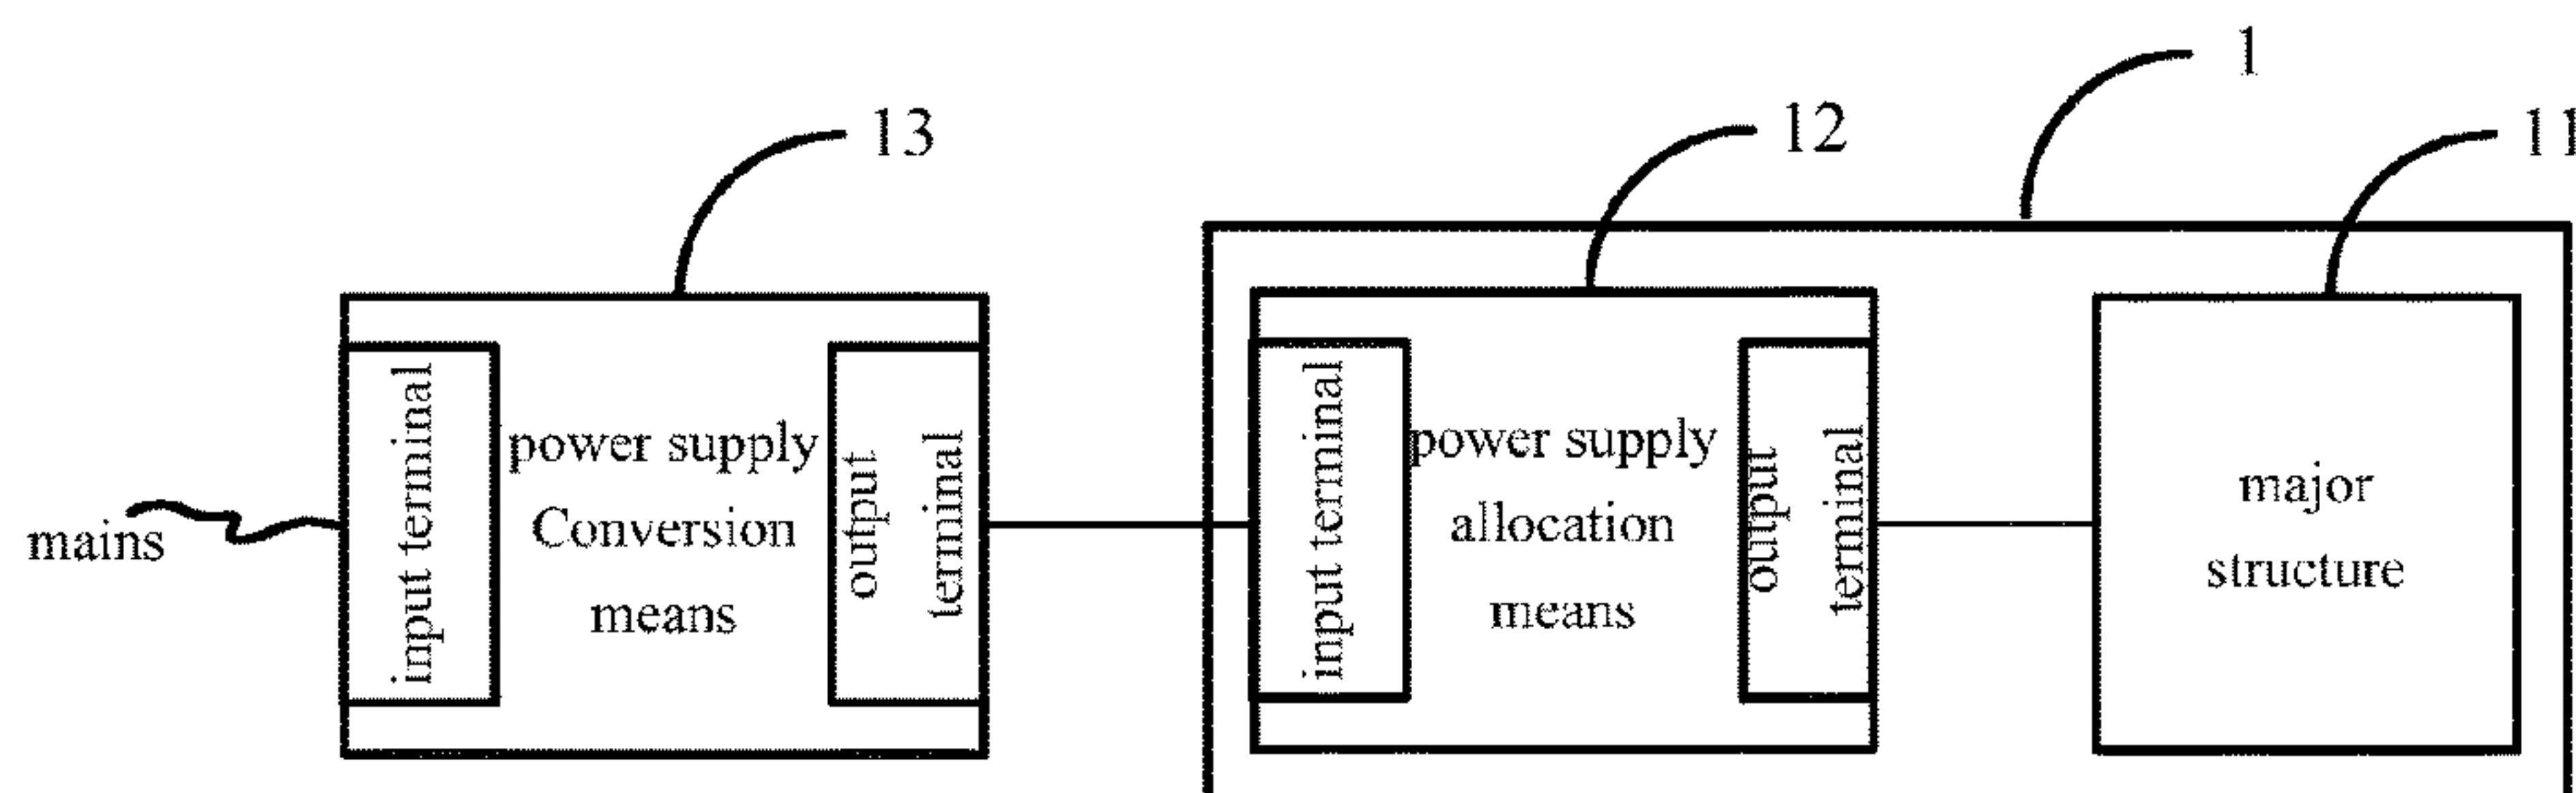 1
13
12
11
mains
input terminal
power supply
Conversion
means
output
terminal
input terminal
power supply
allocation
means
output
terminal
major
structure